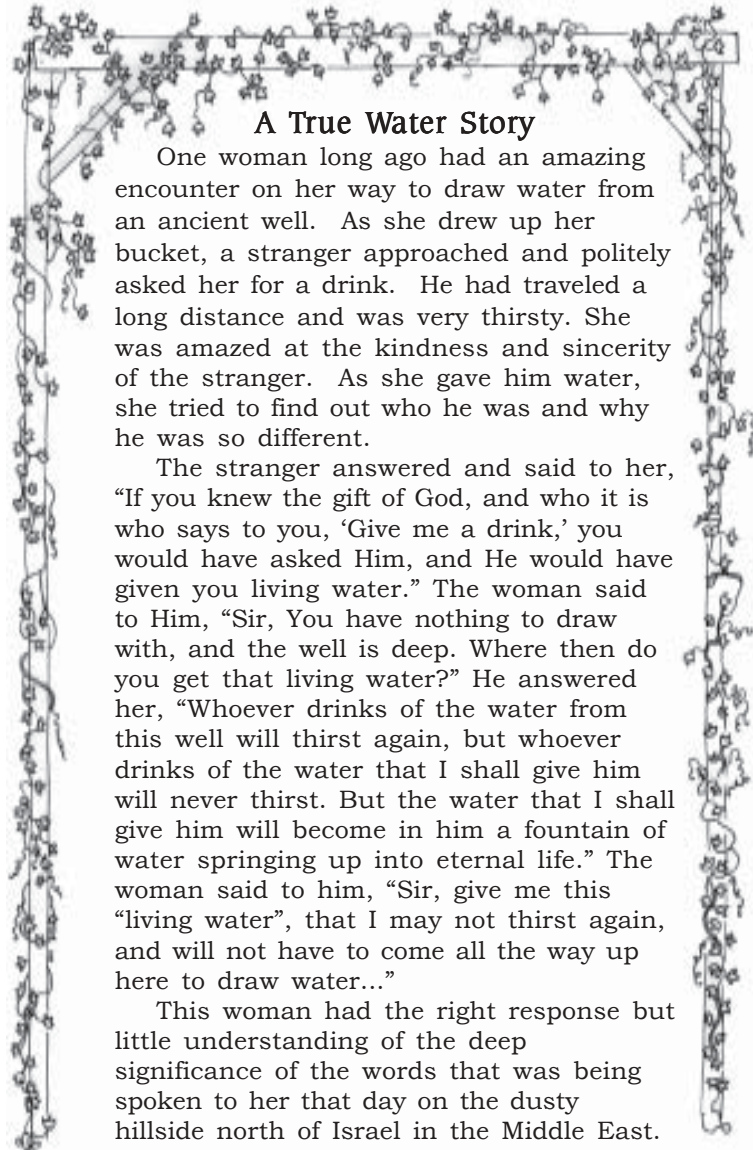 A True Water Story
One woman long ago had an amazing
encounter on her way to draw water from
an ancient well.  As she drew up her
bucket, a stranger approached and politely
asked her for a drink.  He had traveled a
long distance and was very thirsty. She
was amazed at the kindness and sincerity
of the stranger.  As she gave him water,
she tried to find out who he was and why
he was so different.
The stranger answered and said to her,
“If you knew the gift of God, and who it is
who says to you, ‘Give me a drink,’ you
would have asked Him, and He would have
given you living water.” The woman said
to Him, “Sir, You have nothing to draw
with, and the well is deep. Where then do
you get that living water?” He answered
her, “Whoever drinks of the water from
this well will thirst again, but whoever
drinks of the water that I shall give him
will never thirst. But the water that I shall
give him will become in him a fountain of
water springing up into eternal life.” The
woman said to him, “Sir, give me this
“living water”, that I may not thirst again,
and will not have to come all the way up
here to draw water...”
This woman had the right response but
little understanding of the deep
significance of the words that was being
spoken to her that day on the dusty
hillside north of Israel in the Middle East.